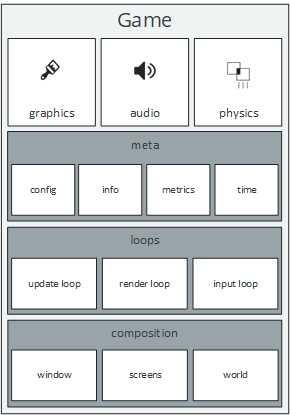 Game
graphics audio physics
meta
config info metrics time
loops
update loop render loop input loop
composition
window screens world